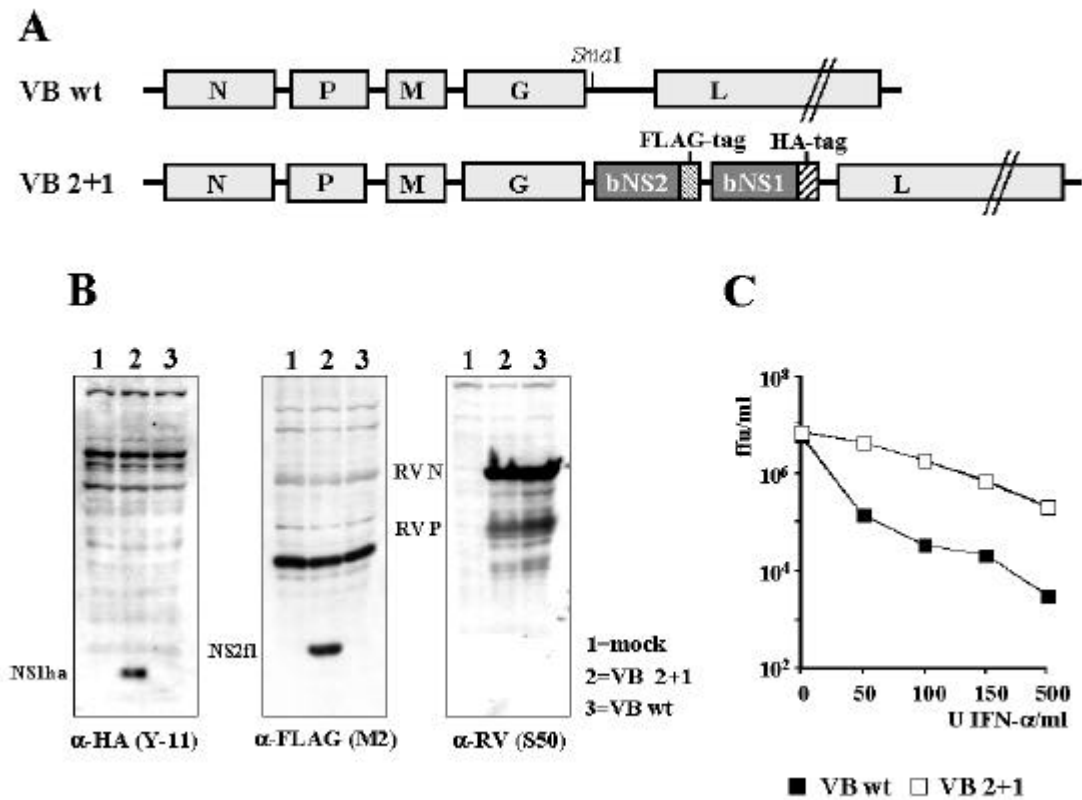 A
SmaI
VB wt N P M G L
FLAG-tag HA-tag
VB 2+1 N P M G bNS2 bNS1 L
B
1 2 3
1 2 3
1 2 3
RV N
RV P
NS1ha
NS2fl
α-HA (Y-11)
α-FLAG (M2)
α-RV (S50)
1=mock
2=VB 2+1
3=VB wt
C
ffu/ml
10⁸
10⁶
10⁴
10²
0 50 100 150 500
U IFN-α/ml
■ VB wt □ VB 2+1